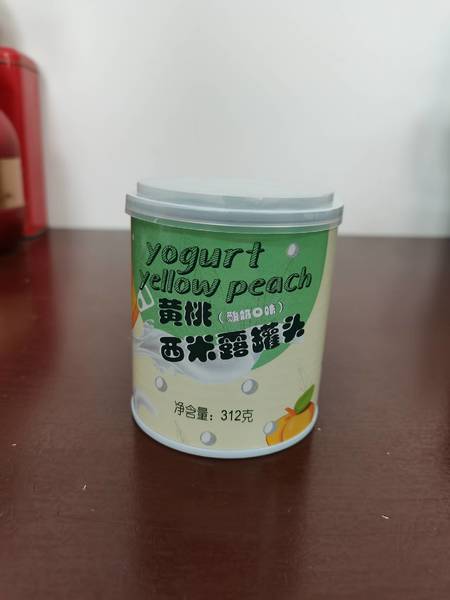 yogurt
yellow peach
黄桃（酸奶口味）
西米露罐头
净含量：312克